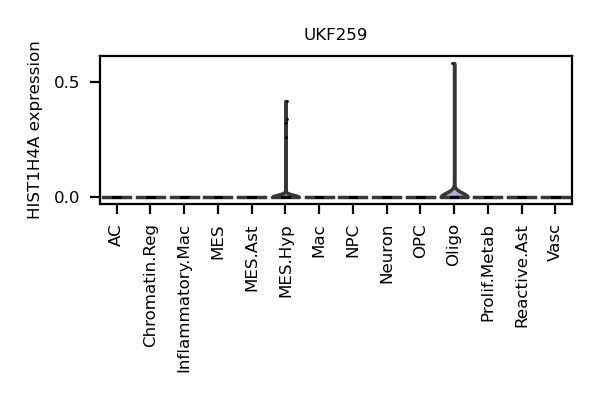 UKF259
HIST1H4A expression
0.5
0.0
AC
Chromatin.Reg
Inflammatory.Mac
MES
MES.Ast
MES.Hyp
Mac
NPC
Neuron
OPC
Oligo
Prolif.Metab
Reactive.Ast
Vasc